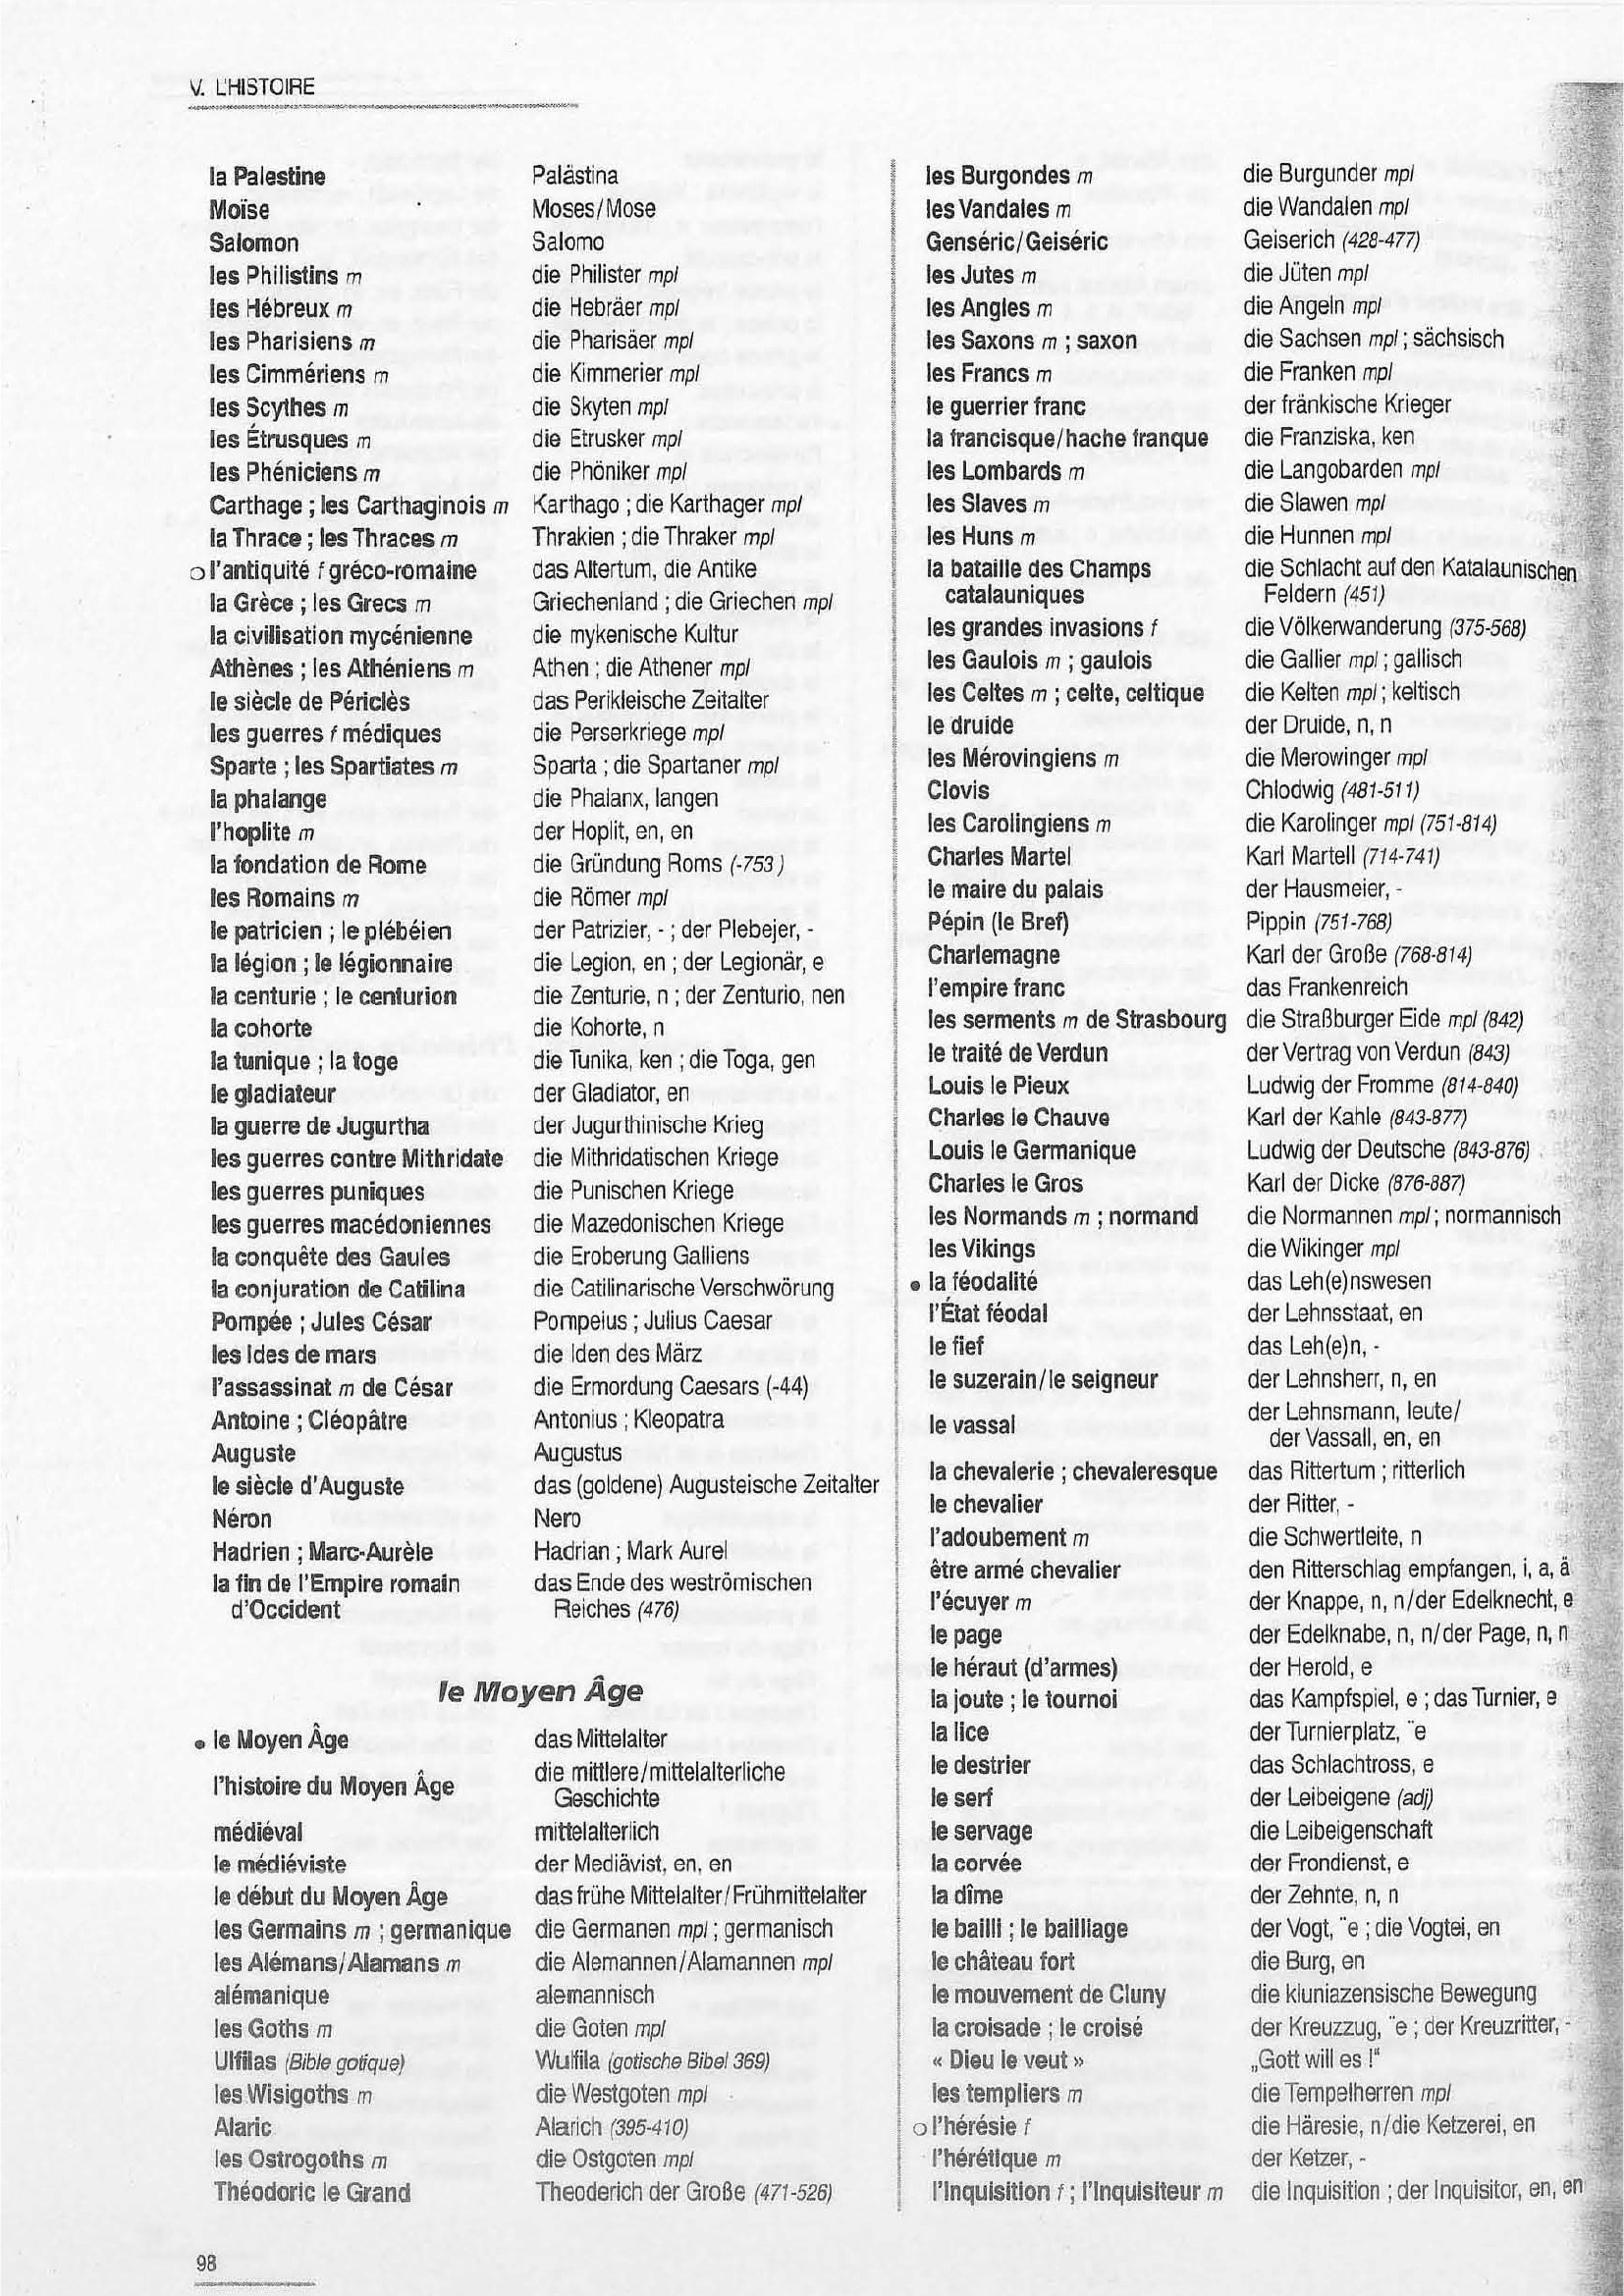 V. L'HISTOIRE
la Palestine Palästina
Moïse Moses/Mose
Salomon Salomo
les Philistins m die Philister mpl
les Hébreux m die Hebräer mpl
les Pharisiens m die Pharisäer mpl
les Cimmériens m die Kimmerier mpl
les Scythes m die Skyten mpl
les Étrusques m die Etrusker mpl
les Phéniciens m die Phöniker mpl
Carthage ; les Carthaginois m Karthago ; die Karthager mpl
la Thrace ; les Thraces m Thrakien ; die Thraker mpl
o l'antiquité f gréco-romaine das Altertum, die Antike
la Grèce ; les Grecs m Griechenland ; die Griechen mpl
la civilisation mycénienne die mykenische Kultur
Athènes ; les Athéniens m Athen ; die Athener mpl
le siècle de Périclès das Perikleische Zeitalter
les guerres f médiques die Perserkriege mpl
Sparte ; les Spartiates m Sparta ; die Spartaner mpl
la phalange die Phalanx, langen
l'hoplite m der Hoplit, en, en
la fondation de Rome die Gründung Roms (-753)
les Romains m die Römer mpl
le patricien ; le plébéien der Patrizier, - ; der Plebejer, -
la légion ; le légionnaire die Legion, en ; der Legionär, e
la centurie ; le centurion die Zenturie, n ; der Zenturio, nen
la cohorte die Kohorte, n
la tunique ; la toge die Tunika, ken ; die Toga, gen
le gladiateur der Gladiator, en
la guerre de Jugurtha der Jugurthinische Krieg
les guerres contre Mithridate die Mithridatischen Kriege
les guerres puniques die Punischen Kriege
les guerres macédoniennes die Mazedonischen Kriege
la conquête des Gaules die Eroberung Galliens
la conjuration de Catilina die Catilinarische Verschwörung
Pompée ; Jules César Pompeius ; Julius Caesar
les Ides de mars die Iden des März
l'assassinat m de César die Ermordung Caesars (-44)
Antoine ; Cléopâtre Antonius ; Kleopatra
Auguste Augustus
le siècle d'Auguste das (goldene) Augusteische Zeitalter
Néron Nero
Hadrien ; Marc-Aurèle Hadrian ; Mark Aurel
la fin de l'Empire romain das Ende des weströmischen
d'Occident Reiches (476)
le Moyen Âge
• le Moyen Âge das Mittelalter
l'histoire du Moyen Âge die mittlere/mittelalterliche
Geschichte
médiéval mittelalterlich
le médiéviste der Mediävist, en, en
le début du Moyen Âge das frühe Mittelalter/Frühmittelalter
les Germains m ; germanique die Germanen mpl ; germanisch
les Alémans/Alamans m die Alemannen/Alamannen mpl
alémanique alemannisch
les Goths m die Goten mpl
Ulfilas (Bible gotique) Wulfila (gotische Bibel 369)
les Wisigoths m die Westgoten mpl
Alaric Alarich (395-410)
les Ostrogoths m die Ostgoten mpl
Théodoric le Grand Theoderich der Große (471-526)
les Burgondes m die Burgunder mpl
les Vandales m die Wandalen mpl
Genséric/Geiséric Geiserich (428-477)
les Jutes m die Jüten mpl
les Angles m die Angeln mpl
les Saxons m ; saxon die Sachsen mpl ; sächsisch
les Francs m die Franken mpl
le guerrier franc der fränkische Krieger
la francisque/hache franque die Franziska, ken
les Lombards m die Langobarden mpl
les Slaves m die Slawen mpl
les Huns m die Hunnen mpl
la bataille des Champs die Schlacht auf den Katalaunischen
catalauniques Feldern (451)
les grandes invasions f die Völkerwanderung (375-568)
les Gaulois m ; gaulois die Gallier mpl ; gallisch
les Celtes m ; celte, celtique die Kelten mpl ; keltisch
le druide der Druide, n, n
les Mérovingiens m die Merowinger mpl
Clovis Chlodwig (481-511)
les Carolingiens m die Karolinger mpl (751-814)
Charles Martel Karl Martell (714-741)
le maire du palais der Hausmeier, -
Pépin (le Bref) Pippin (751-768)
Charlemagne Karl der Große (768-814)
l'empire franc das Frankenreich
les serments m de Strasbourg die Straßburger Eide mpl (842)
le traité de Verdun der Vertrag von Verdun (843)
Louis le Pieux Ludwig der Fromme (814-840)
Charles le Chauve Karl der Kahle (843-877)
Louis le Germanique Ludwig der Deutsche (843-876)
Charles le Gros Karl der Dicke (876-887)
les Normands m ; normand die Normannen mpl ; normannisch
les Vikings die Wikinger mpl
• la féodalité das Leh(e)nswesen
l'État féodal der Lehnsstaat, en
le fief das Leh(e)n, -
le suzerain/le seigneur der Lehnsherr, n, en
le vassal der Lehnsmann, leute/
der Vassall, en, en
la chevalerie ; chevaleresque das Rittertum ; ritterlich
le chevalier der Ritter, -
l'adoubement m die Schwertleite, n
être armé chevalier den Ritterschlag empfangen, i, a, ä
l'écuyer m der Knappe, n, n/der Edelknecht, e
le page der Edelknabe, n, n/der Page, n, n
le héraut (d'armes) der Herold, e
la joute ; le tournoi das Kampfspiel, e ; das Turnier, e
la lice der Turnierplatz, ¨e
le destrier das Schlachtross, e
le serf der Leibeigene (adj)
le servage die Leibeigenschaft
la corvée der Frondienst, e
la dîme der Zehnte, n, n
le bailli ; le bailliage der Vogt, ¨e ; die Vogtei, en
le château fort die Burg, en
le mouvement de Cluny die kluniazensische Bewegung
la croisade ; le croisé der Kreuzzug, ¨e ; der Kreuzritter, -
« Dieu le veut » „Gott will es !“
les templiers m die Tempelherren mpl
o l'hérésie f die Häresie, n/die Ketzerei, en
l'hérétique m der Ketzer, -
l'Inquisition f ; l'Inquisiteur m die Inquisition ; der Inquisitor, en, en
98